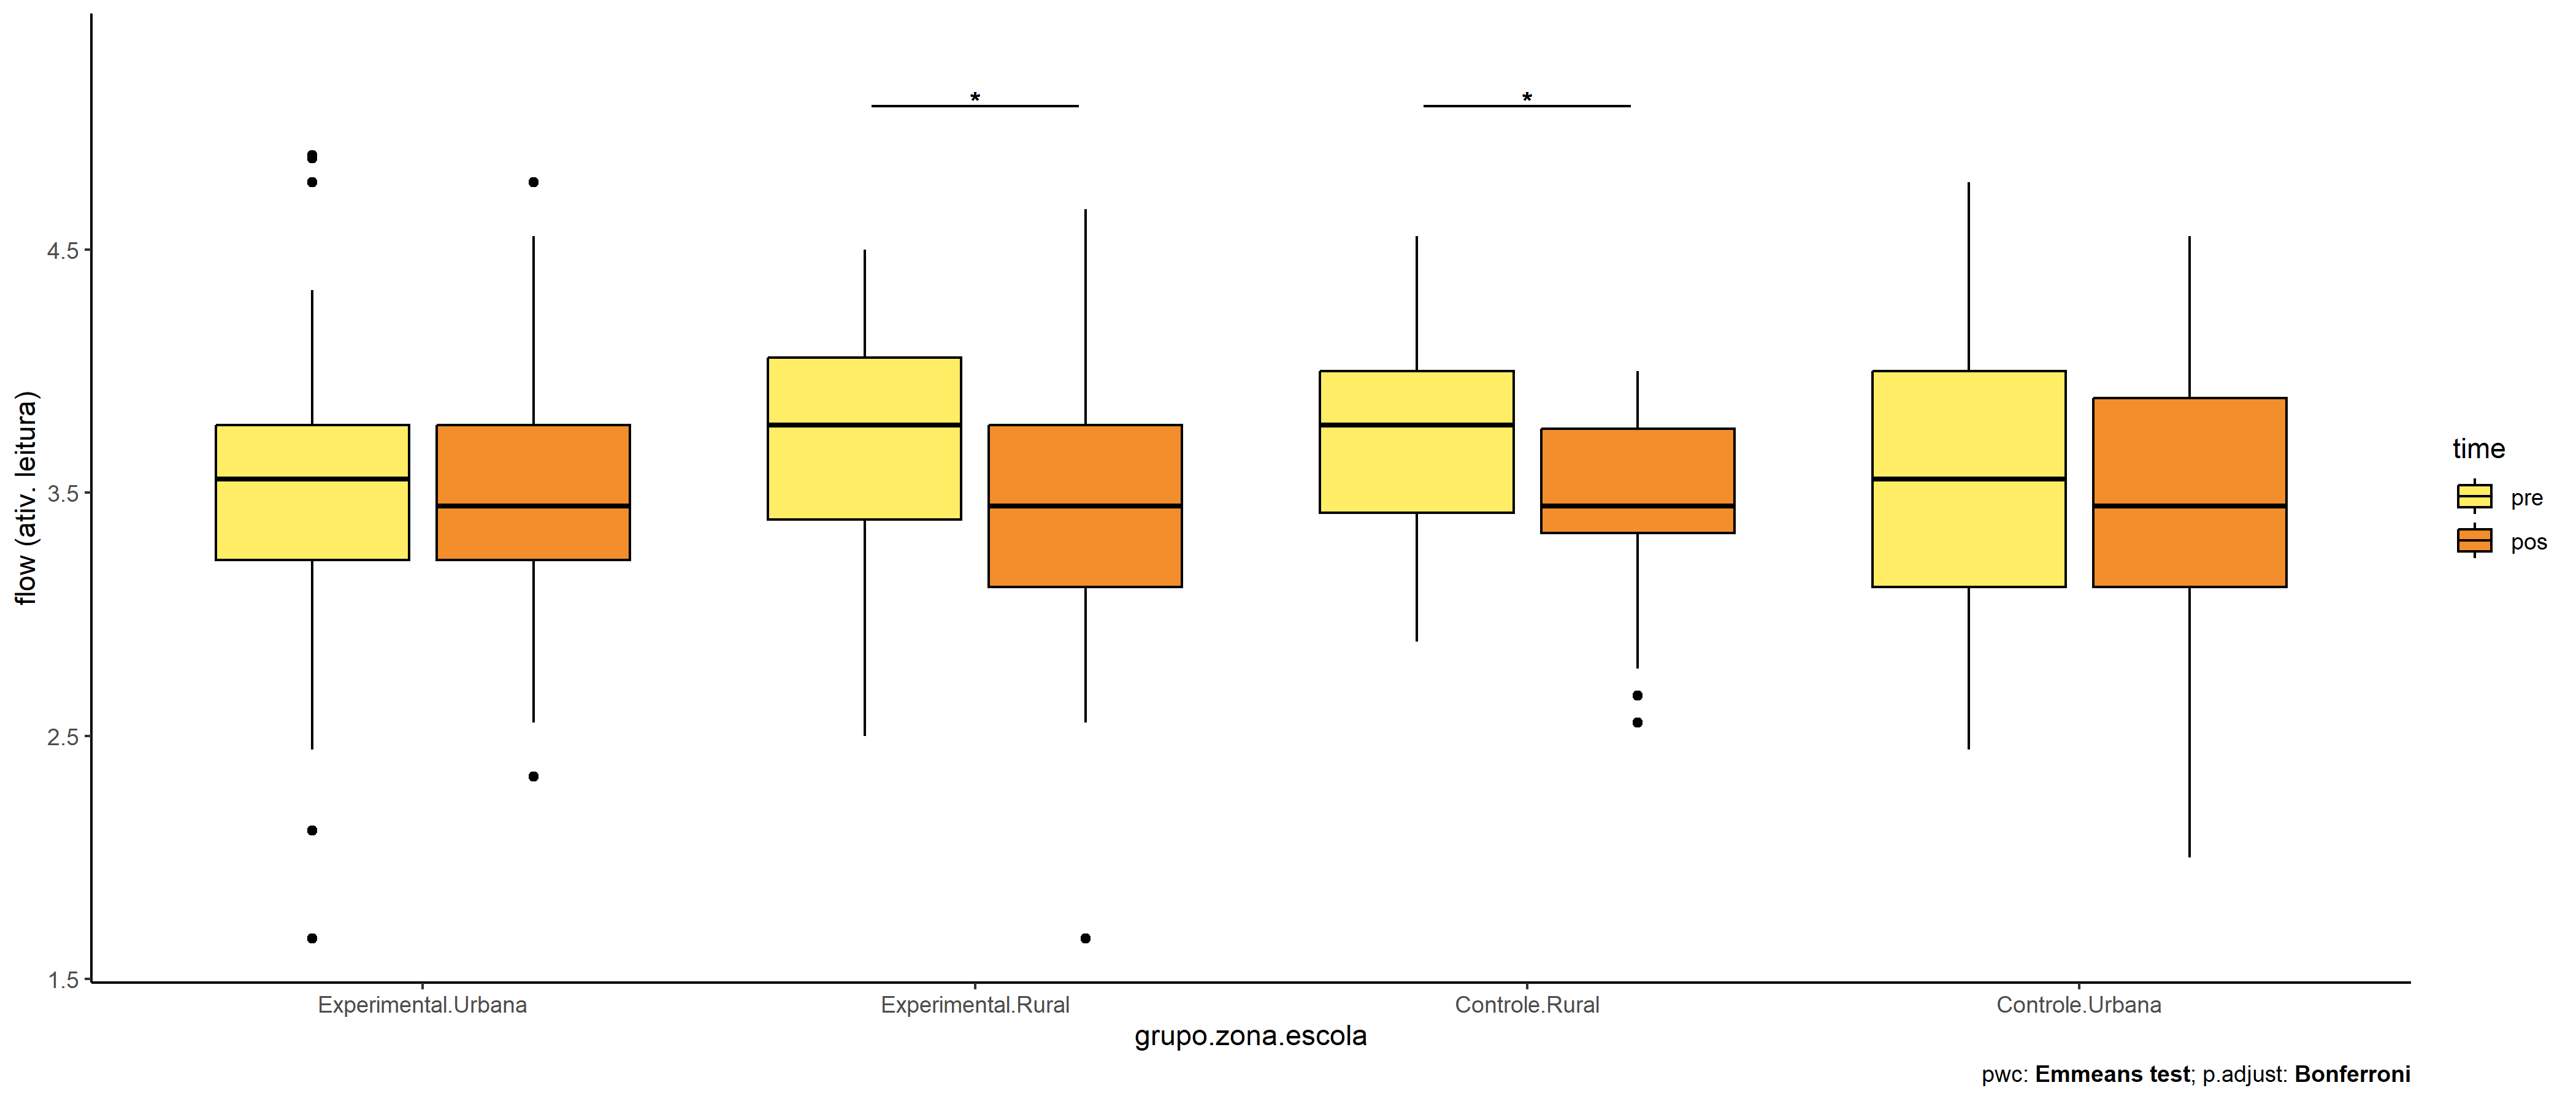 *
*
4.5
3.5
2.5
1.5
flow (ativ. leitura)
Experimental.Urbana
Experimental.Rural
Controle.Rural
Controle.Urbana
grupo.zona.escola
time
pre
pos
pwc: Emmeans test; p.adjust: Bonferroni